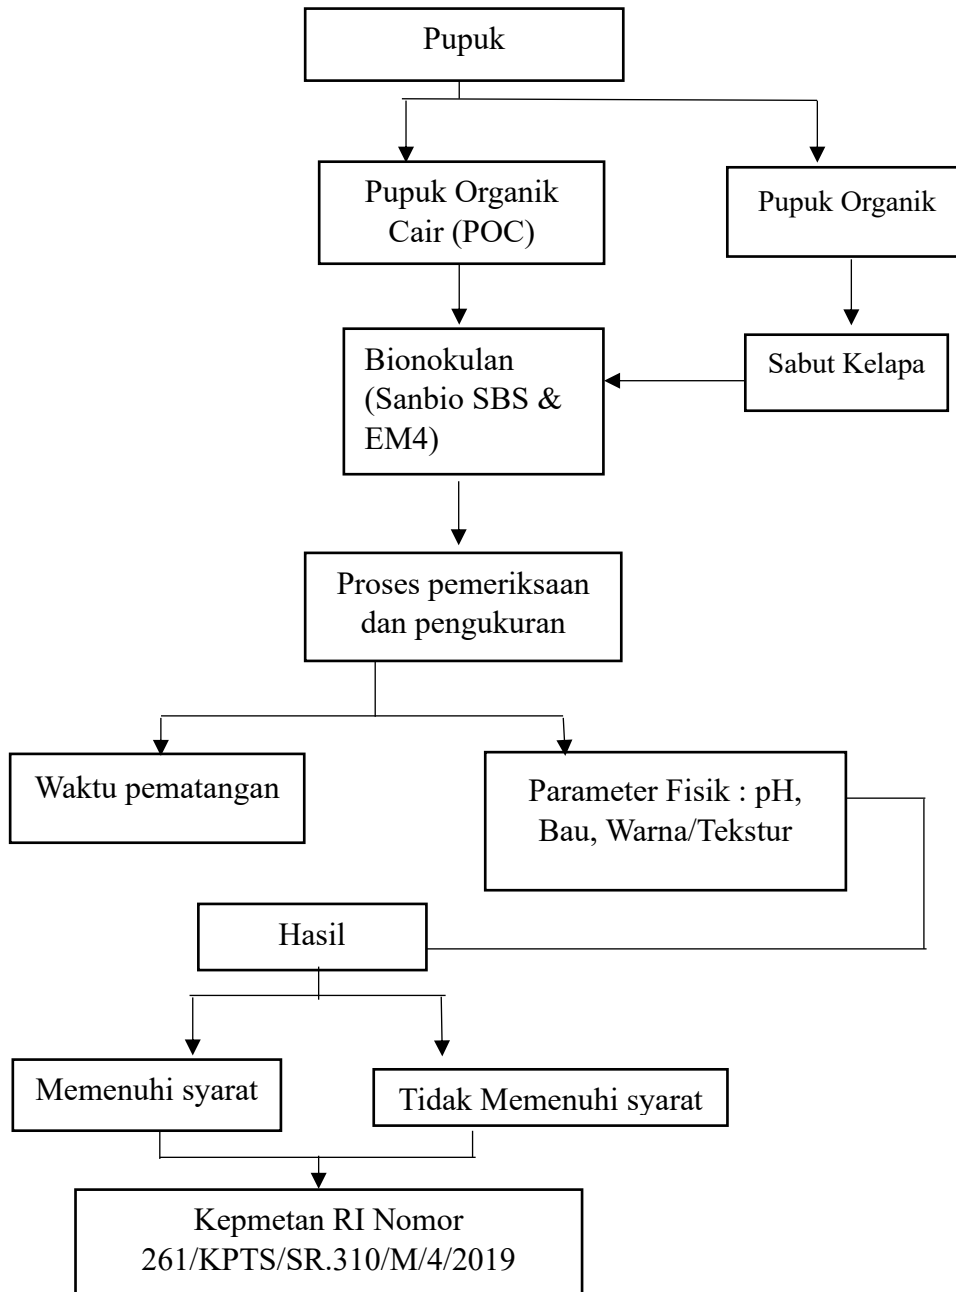 Pupuk
Pupuk Organik
Cair (POC)
Pupuk Organik
Bionokulan
(Sanbio SBS &
EM4)
Sabut Kelapa
Proses pemeriksaan
dan pengukuran
Waktu pematangan
Parameter Fisik : pH,
Bau, Warna/Tekstur
Hasil
Memenuhi syarat
Tidak Memenuhi syarat
Kepmetan RI Nomor
261/KPTS/SR.310/M/4/2019